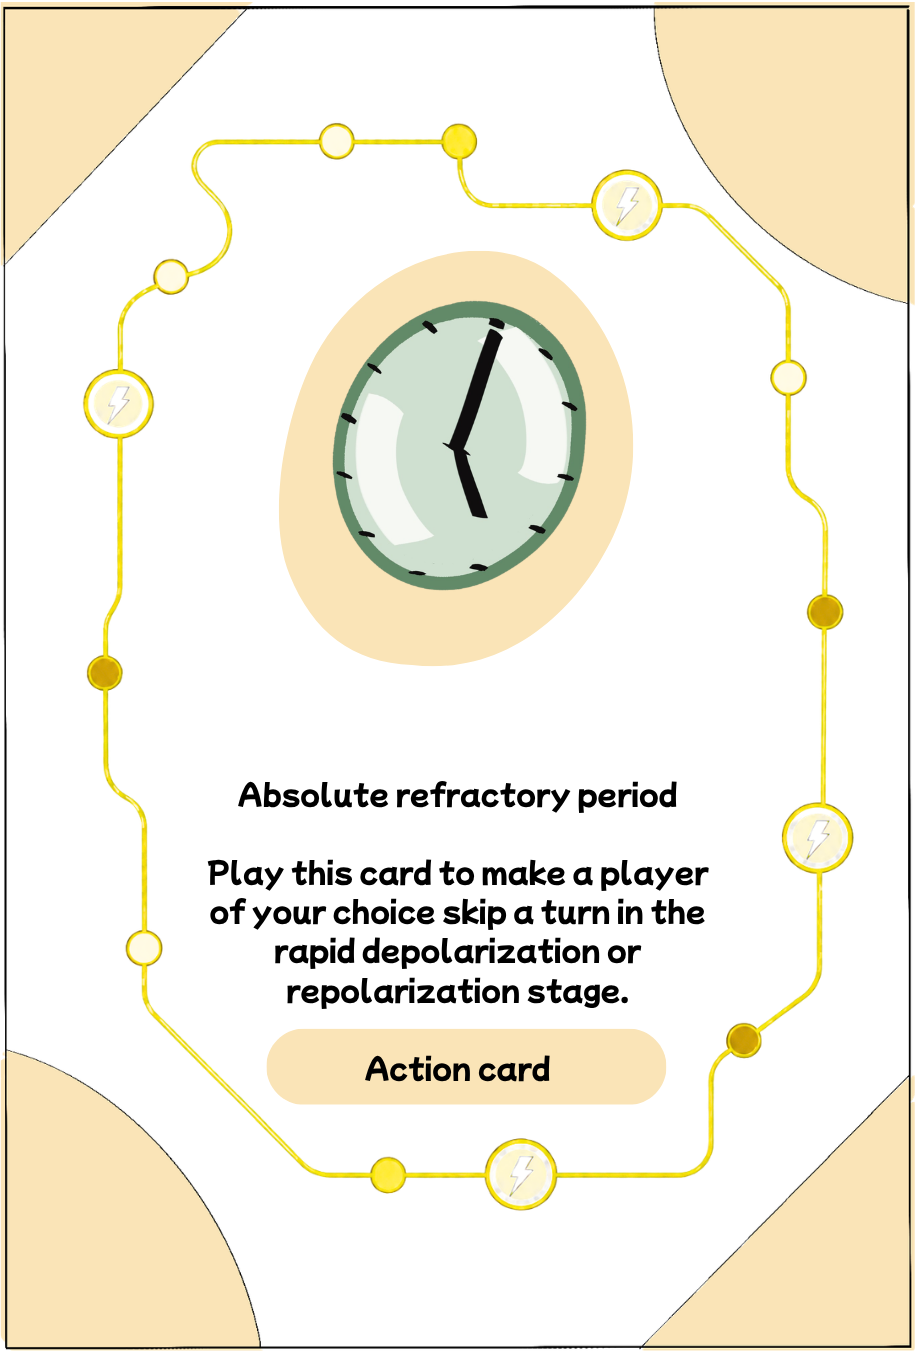 Absolute refractory period
Play this card to make a player
of your choice skip a turn in the
rapid depolarization or
repolarization stage.
Action card